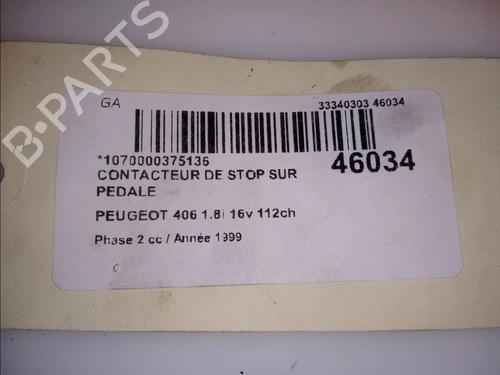 B-PARTS
GA 33340303 46034
*1070000375136 46034
CONTACTEUR DE STOP SUR
PEDALE
PEUGEOT 406 1.8i 16v 112ch
Phase 2 cc / Année 1999